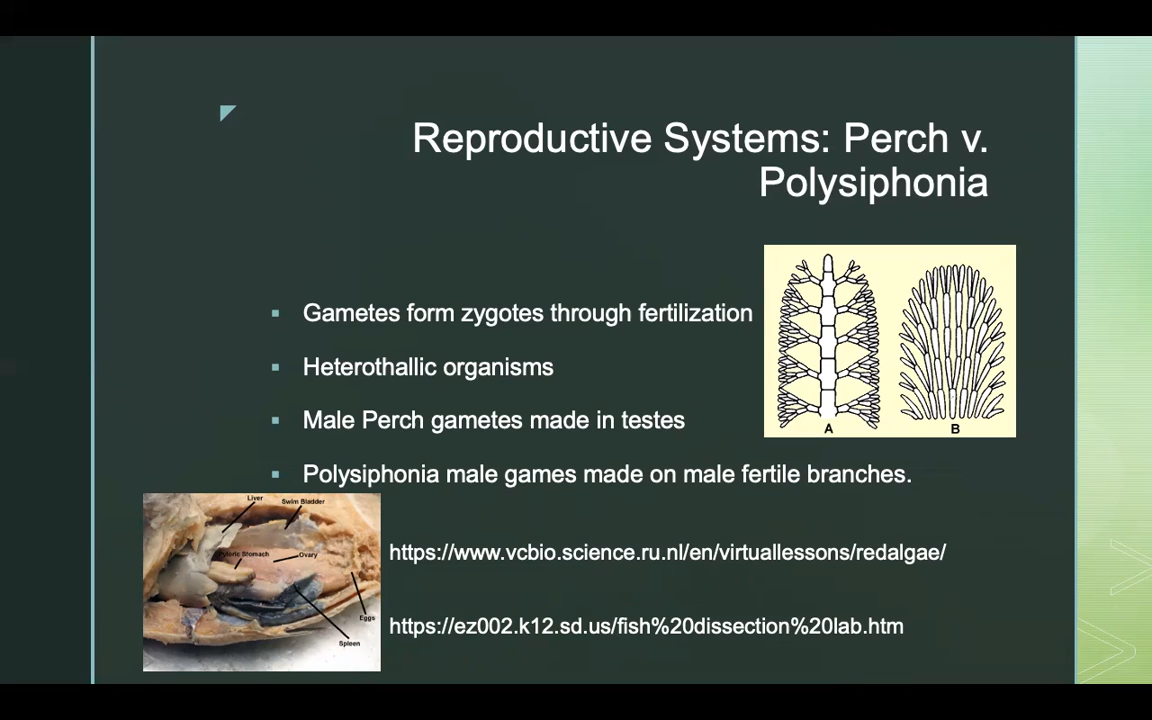 Reproductive Systems: Perch v.
Polysiphonia
Gametes form zygotes through fertilization
Heterothallic organisms
Male Perch gametes made in testes
Polysiphonia male games made on male fertile branches.
A
B
Liver
Swim Bladder
Pyloric Stomach
Ovary
Eggs
Spleen
https://www.vcbio.science.ru.nl/en/virtuallessons/redalgae/
https://ez002.k12.sd.us/fish%20dissection%20lab.htm